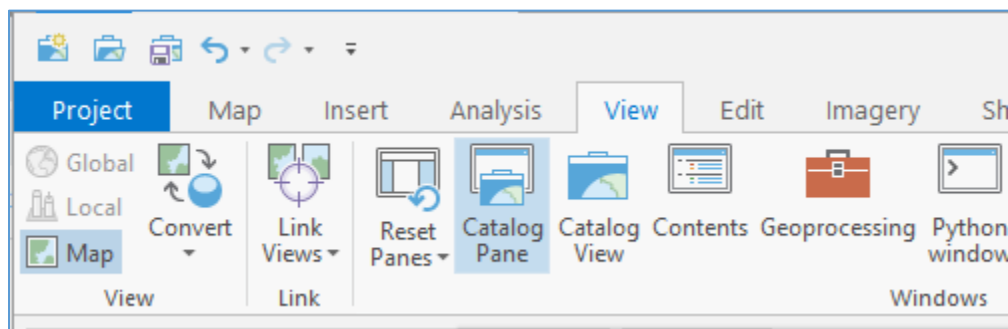 Project Map Insert Analysis View Edit Imagery Sh
Global
Local
Map
Convert
Link
Views
Reset
Panes
Catalog
Pane
Catalog
View
Contents
Geoprocessing
Python
window
View Link Windows